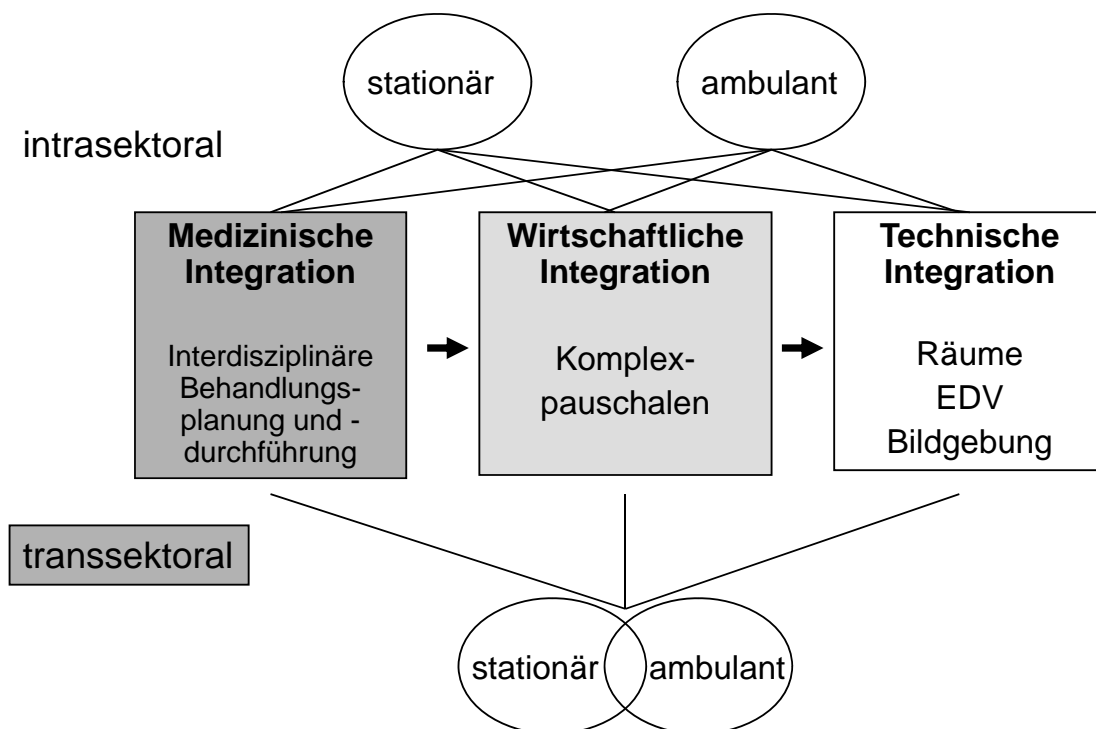 stationär
ambulant
intrasektoral
Medizinische
Integration
Interdisziplinäre
Behandlungs-
planung und -
durchführung
Wirtschaftliche
Integration
Komplex-
pauschalen
Technische
Integration
Räume
EDV
Bildgebung
transsektoral
stationär
ambulant